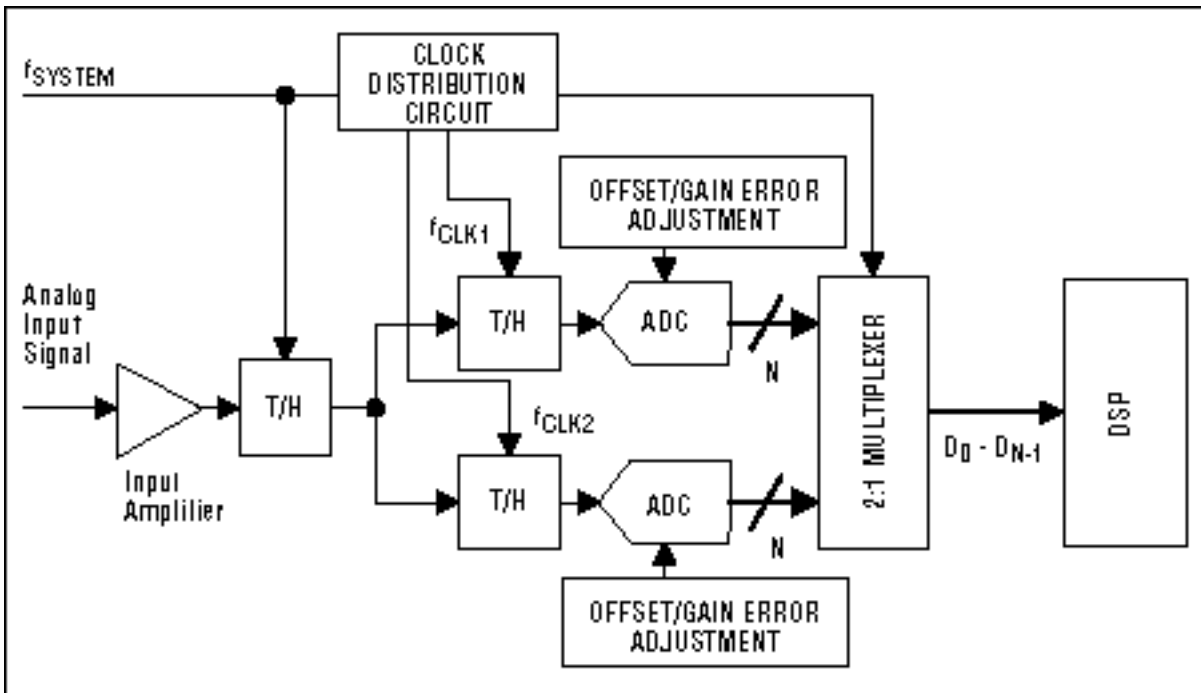 fSYSTEM
CLOCK
DISTRIBUTION
CIRCUIT
OFFSET/GAIN ERROR
ADJUSTMENT
fCLK1
Analog
Input
Signal
T/H
ADC
N
T/H
fCLK2
2:1 MULTIPLEXER
D0 - DN-1
DSP
Input
Amplilier
T/H
ADC
N
OFFSET/GAIN ERROR
ADJUSTMENT